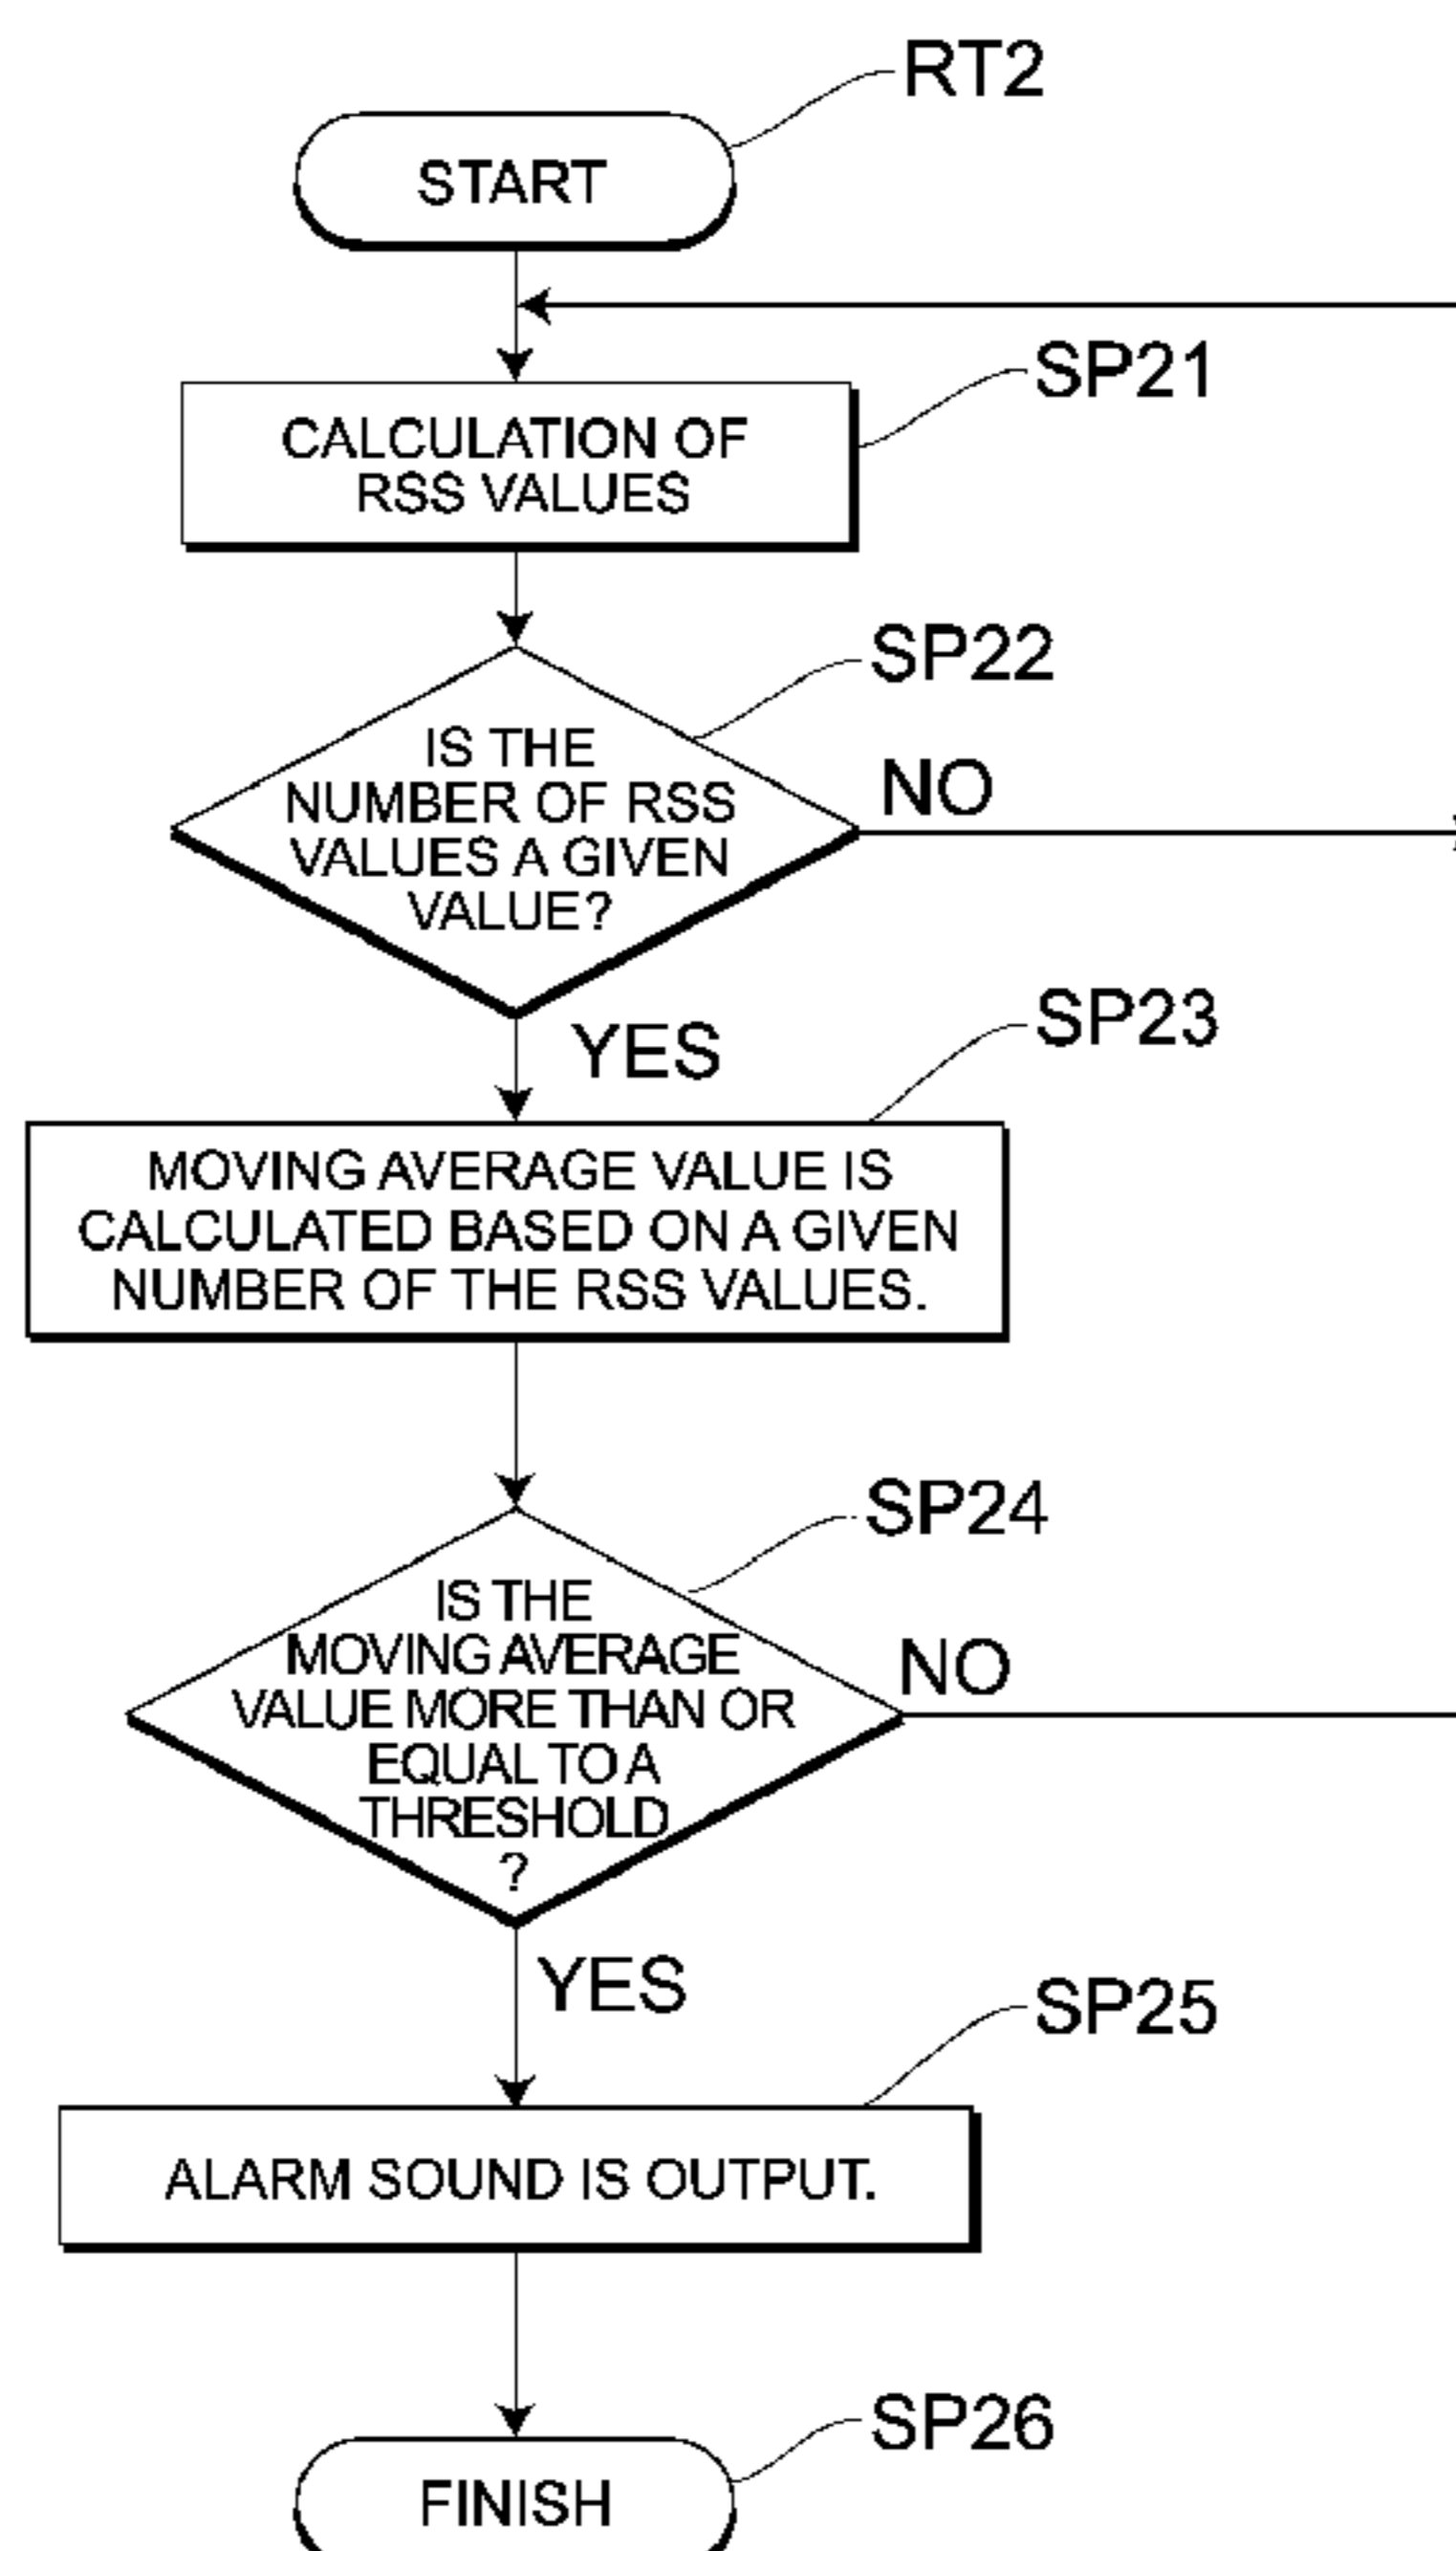 RT2
START
SP21
CALCULATION OF
RSS VALUES
SP22
IS THE
NUMBER OF RSS
VALUES A GIVEN
VALUE?
NO
YES
SP23
MOVING AVERAGE VALUE IS
CALCULATED BASED ON A GIVEN
NUMBER OF THE RSS VALUES.
SP24
IS THE
MOVING AVERAGE
VALUE MORE THAN OR
EQUAL TO A
THRESHOLD
?
NO
YES
SP25
ALARM SOUND IS OUTPUT.
SP26
FINISH